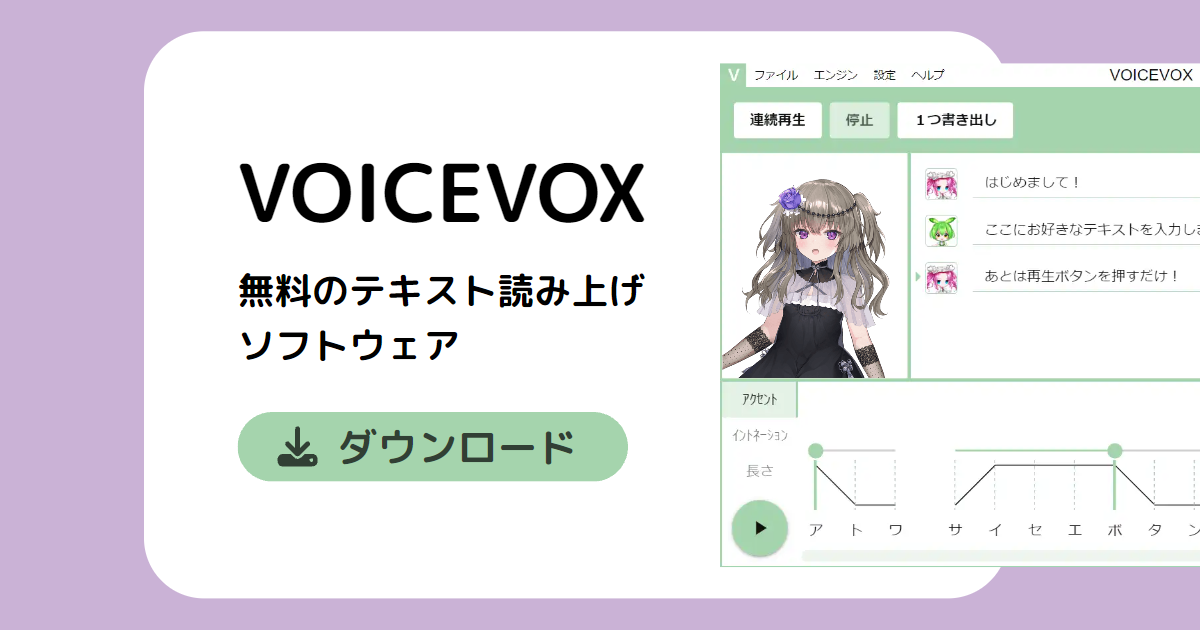 VOICEVOX
無料のテキスト読み上げ
ソフトウェア
ダウンロード
V ファイル エンジン 設定 ヘルプ VOICEVOX
連続再生 停止 1つ書き出し
はじめまして！
ここにお好きなテキストを入力し
あとは再生ボタンを押すだけ！
アクセント
イントネーション
長さ
ア ト ワ サ イ セ エ ボ タ ン